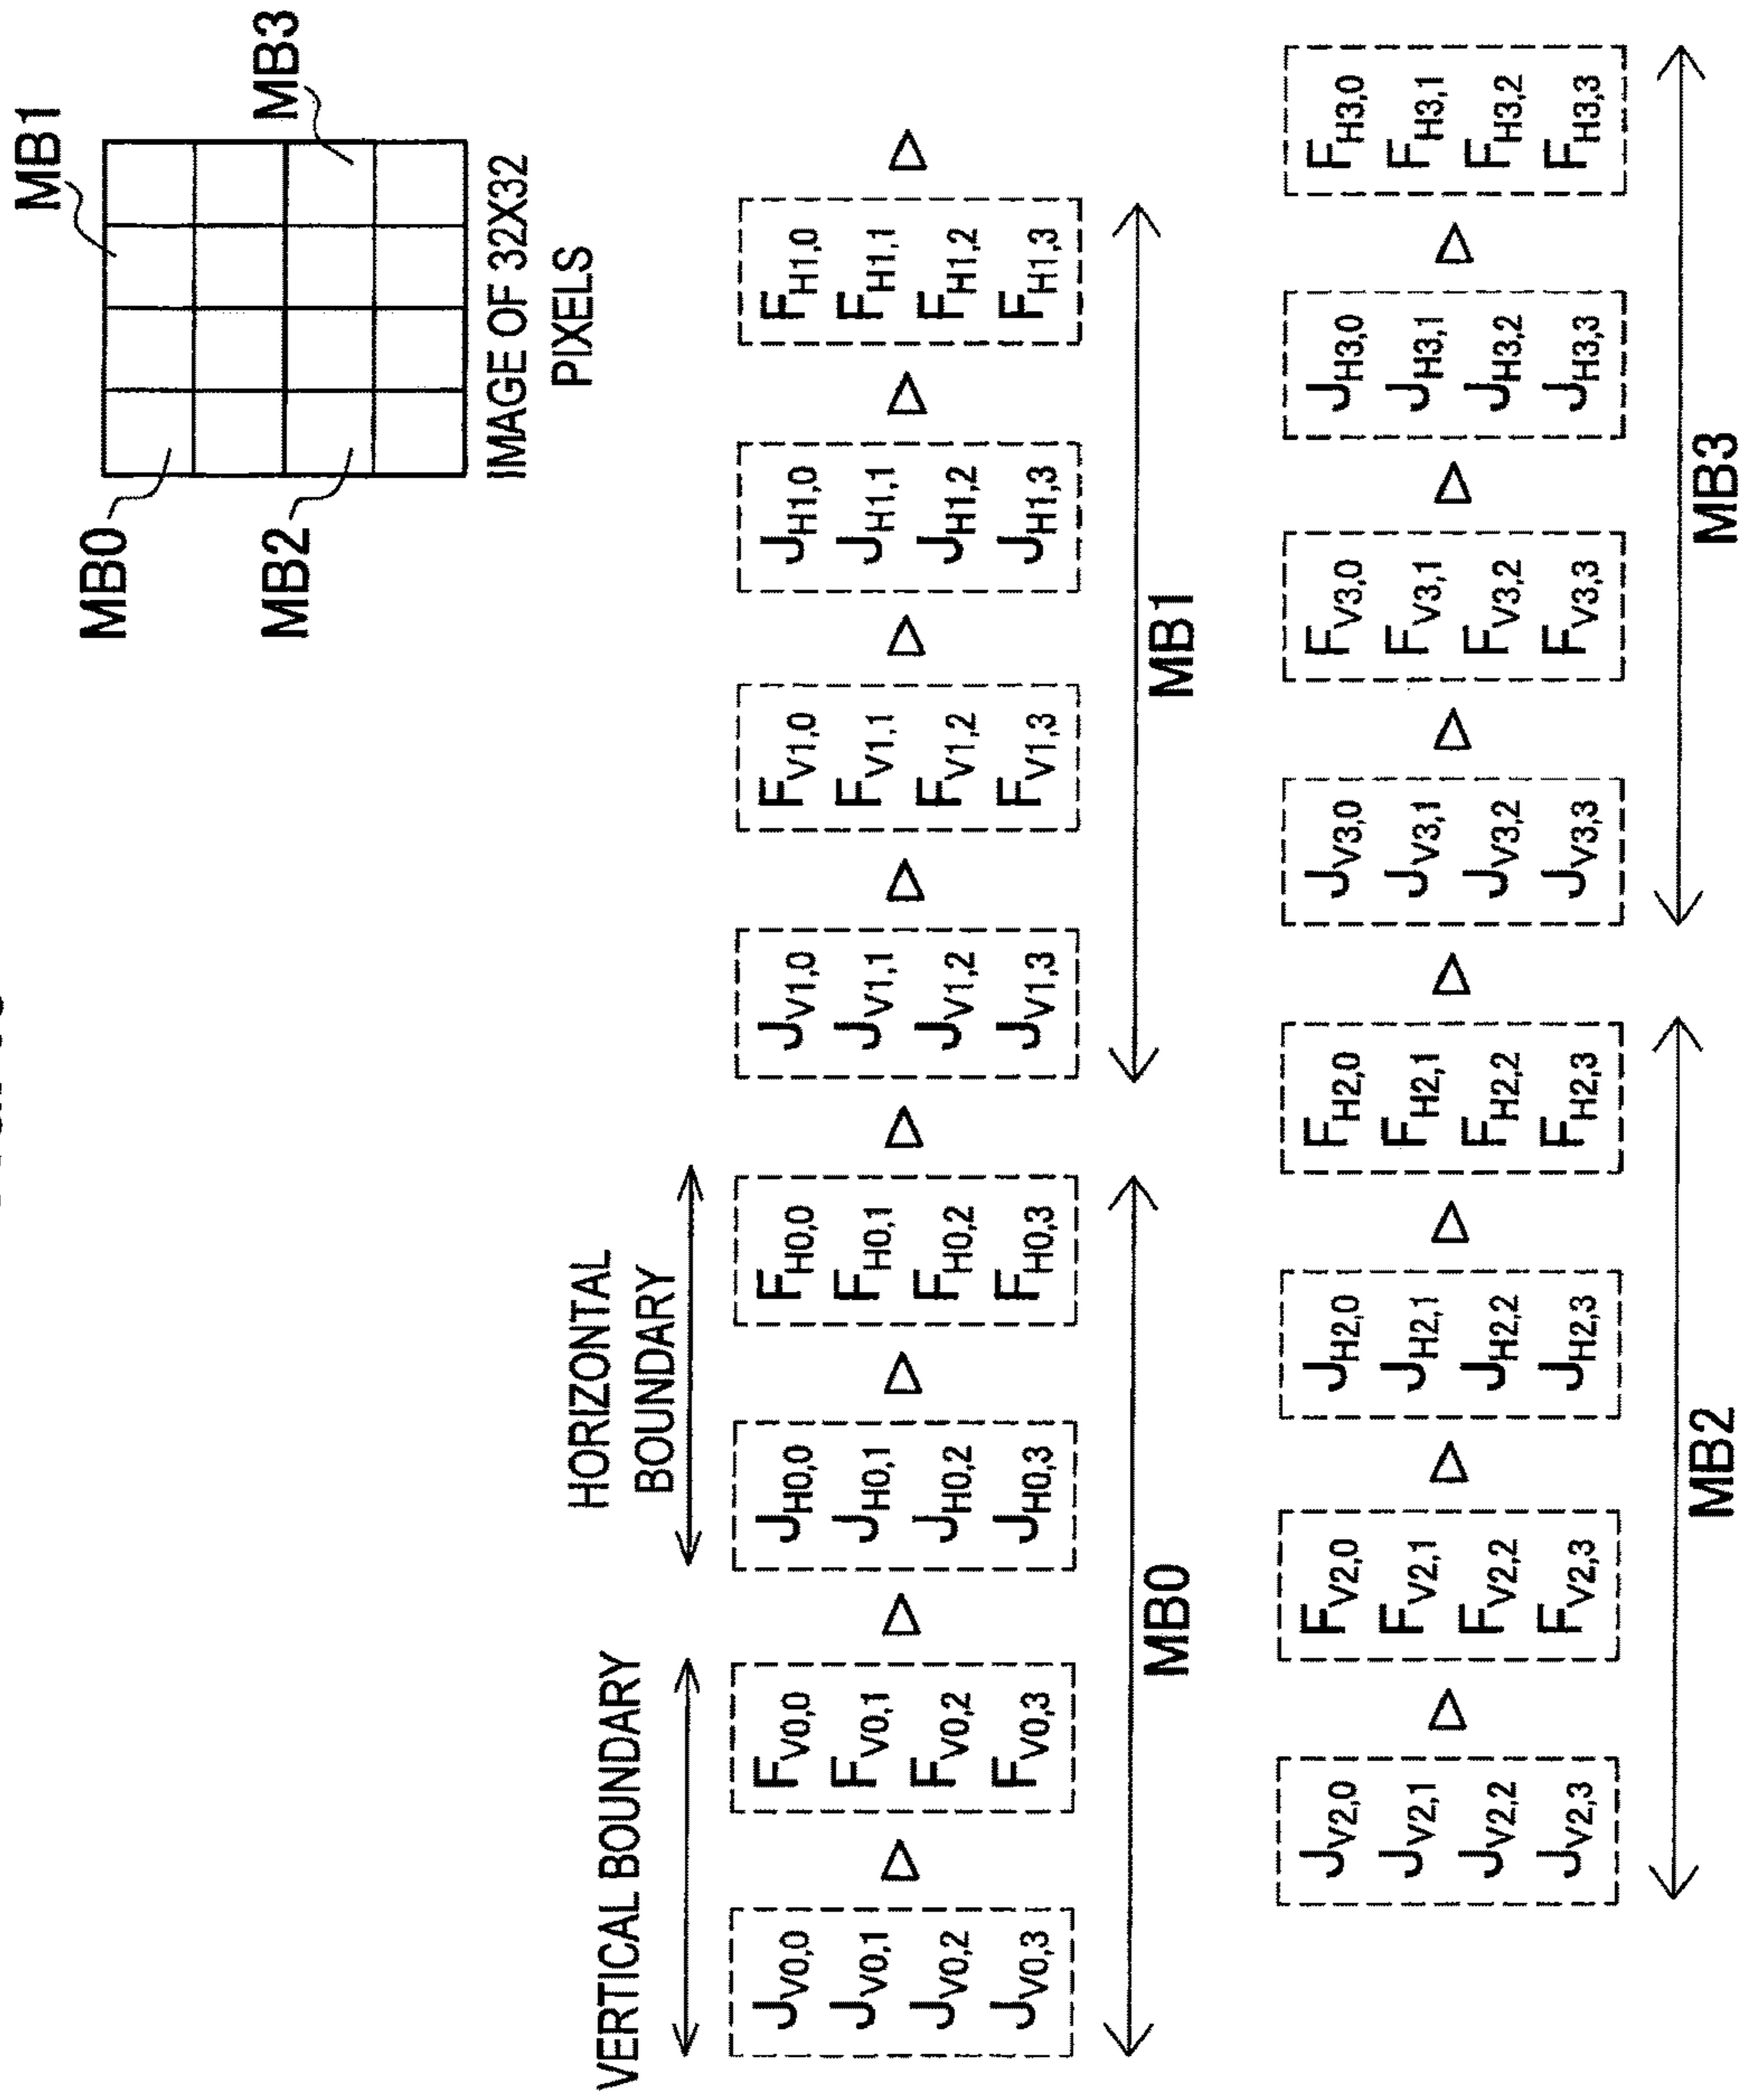 MB0
MB1
MB2
MB3
IMAGE OF 32X32
PIXELS
VERTICAL BOUNDARY
HORIZONTAL
BOUNDARY
JV0,0 FV0,0 JH0,0 FH0,0 JV1,0 FV1,0 JH1,0 FH1,0
JV0,1 FV0,1 JH0,1 FH0,1 JV1,1 FV1,1 JH1,1 FH1,1
JV0,2 FV0,2 JH0,2 FH0,2 JV1,2 FV1,2 JH1,2 FH1,2
JV0,3 FV0,3 JH0,3 FH0,3 JV1,3 FV1,3 JH1,3 FH1,3
MB0 MB1
JV2,0 FV2,0 JH2,0 FH2,0 JV3,0 FV3,0 JH3,0 FH3,0
JV2,1 FV2,1 JH2,1 FH2,1 JV3,1 FV3,1 JH3,1 FH3,1
JV2,2 FV2,2 JH2,2 FH2,2 JV3,2 FV3,2 JH3,2 FH3,2
JV2,3 FV2,3 JH2,3 FH2,3 JV3,3 FV3,3 JH3,3 FH3,3
MB2 MB3